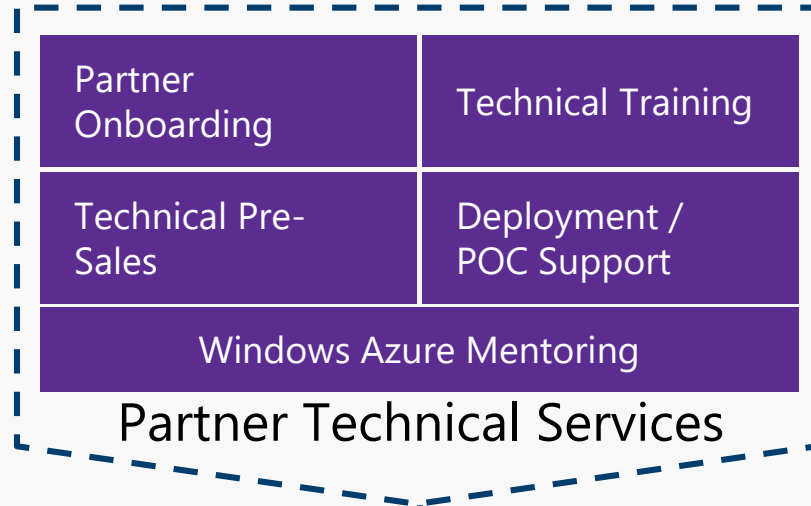 Partner
Onboarding
Technical Training
Technical Pre-
Sales
Deployment /
POC Support
Windows Azure Mentoring
Partner Technical Services